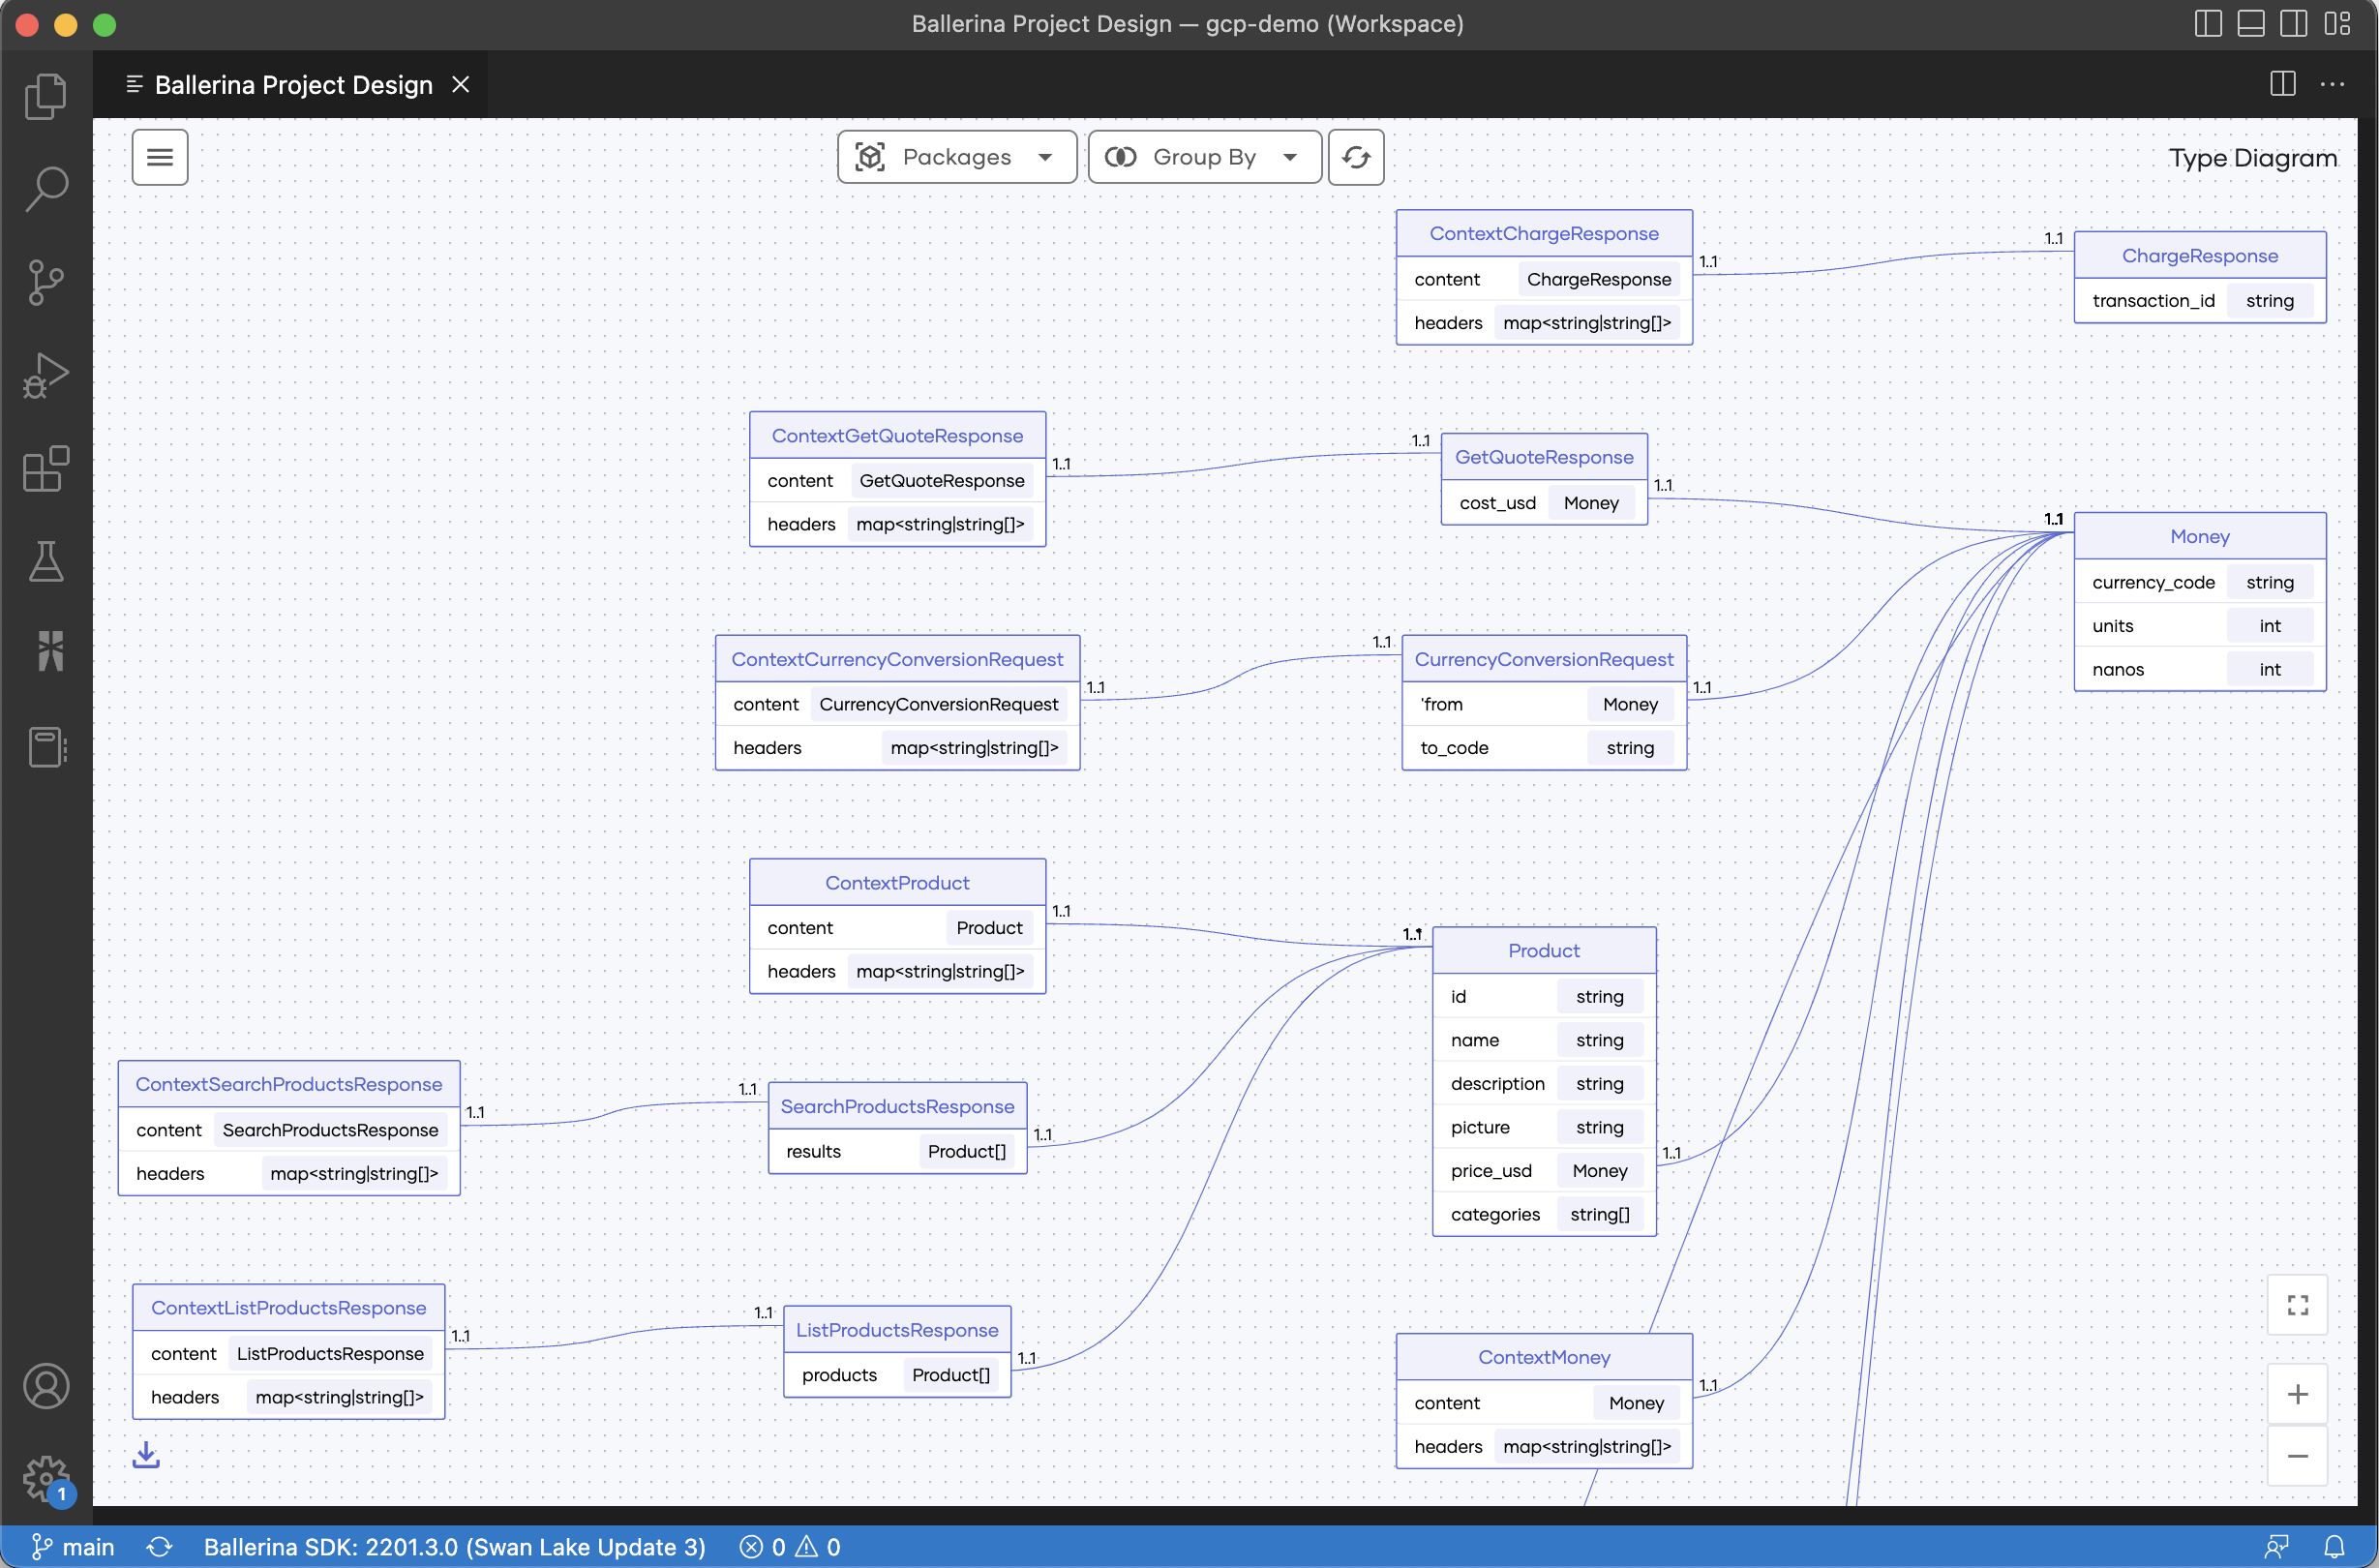 Ballerina Project Design — gcp-demo (Workspace)
Ballerina Project Design
Packages
Group By
Type Diagram
ContextChargeResponse
content ChargeResponse
headers map<string|string[]>
1..1
1..1
ChargeResponse
transaction_id string
ContextGetQuoteResponse
content GetQuoteResponse
headers map<string|string[]>
1..1
1..1
GetQuoteResponse
cost_usd Money
1..1
1..1
Money
currency_code string
units int
nanos int
ContextCurrencyConversionRequest
content CurrencyConversionRequest
headers map<string|string[]>
1..1
1..1
CurrencyConversionRequest
'from Money
to_code string
1..1
ContextProduct
content Product
headers map<string|string[]>
1..1
Product
id string
name string
description string
picture string
price_usd Money
categories string[]
1..1
ContextSearchProductsResponse
content SearchProductsResponse
headers map<string|string[]>
1..1
1..1
SearchProductsResponse
results Product[]
1..1
ContextListProductsResponse
content ListProductsResponse
headers map<string|string[]>
1..1
1..1
ListProductsResponse
products Product[]
1..1
ContextMoney
content Money
headers map<string|string[]>
1..1
1
main
Ballerina SDK: 2201.3.0 (Swan Lake Update 3)
0
0